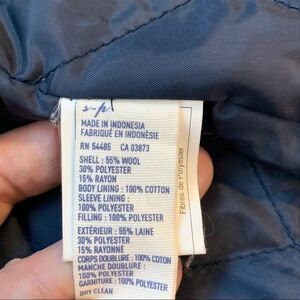 s-p/
MADE IN INDONESIA
FABRIQUÉ EN INDONÉSIE
RN 54485 CA 03873
SHELL : 55% WOOL
30% POLYESTER
15% RAYON
BODY LINING : 100% COTTON
SLEEVE LINING :
100% POLYESTER
FILLING : 100% POLYESTER
EXTÉRIEUR : 55% LAINE
30% POLYESTER
15% RAYONNE
CORPS DOUBLURE : 100% COTON
MANCHE DOUBLURE :
100% POLYESTER
GARNITURE : 100% POLYESTER
DRY CLEAN
Fibres de Polyester